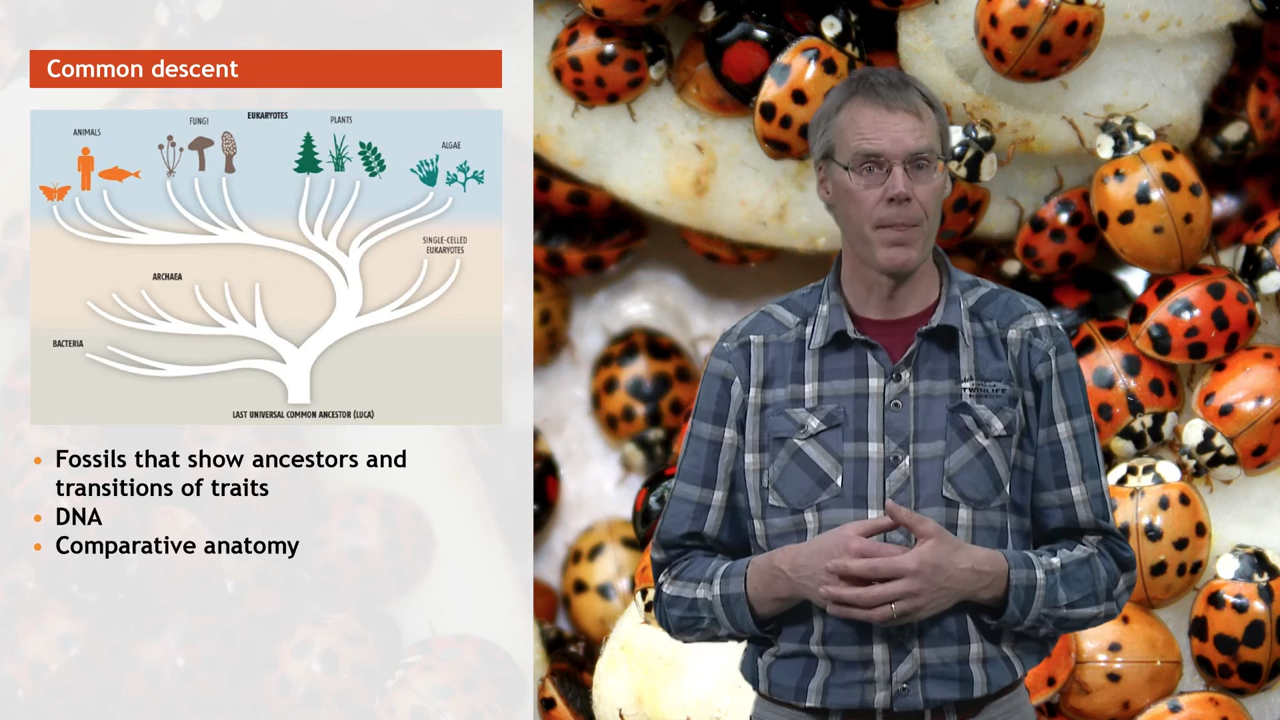 Common descent
EUKARYOTES
ANIMALS
FUNGI
PLANTS
ALGAE
SINGLE-CELLED
EUKARYOTES
ARCHAEA
BACTERIA
LAST UNIVERSAL COMMON ANCESTOR (LUCA)
• Fossils that show ancestors and
transitions of traits
• DNA
• Comparative anatomy
TWINLIFE